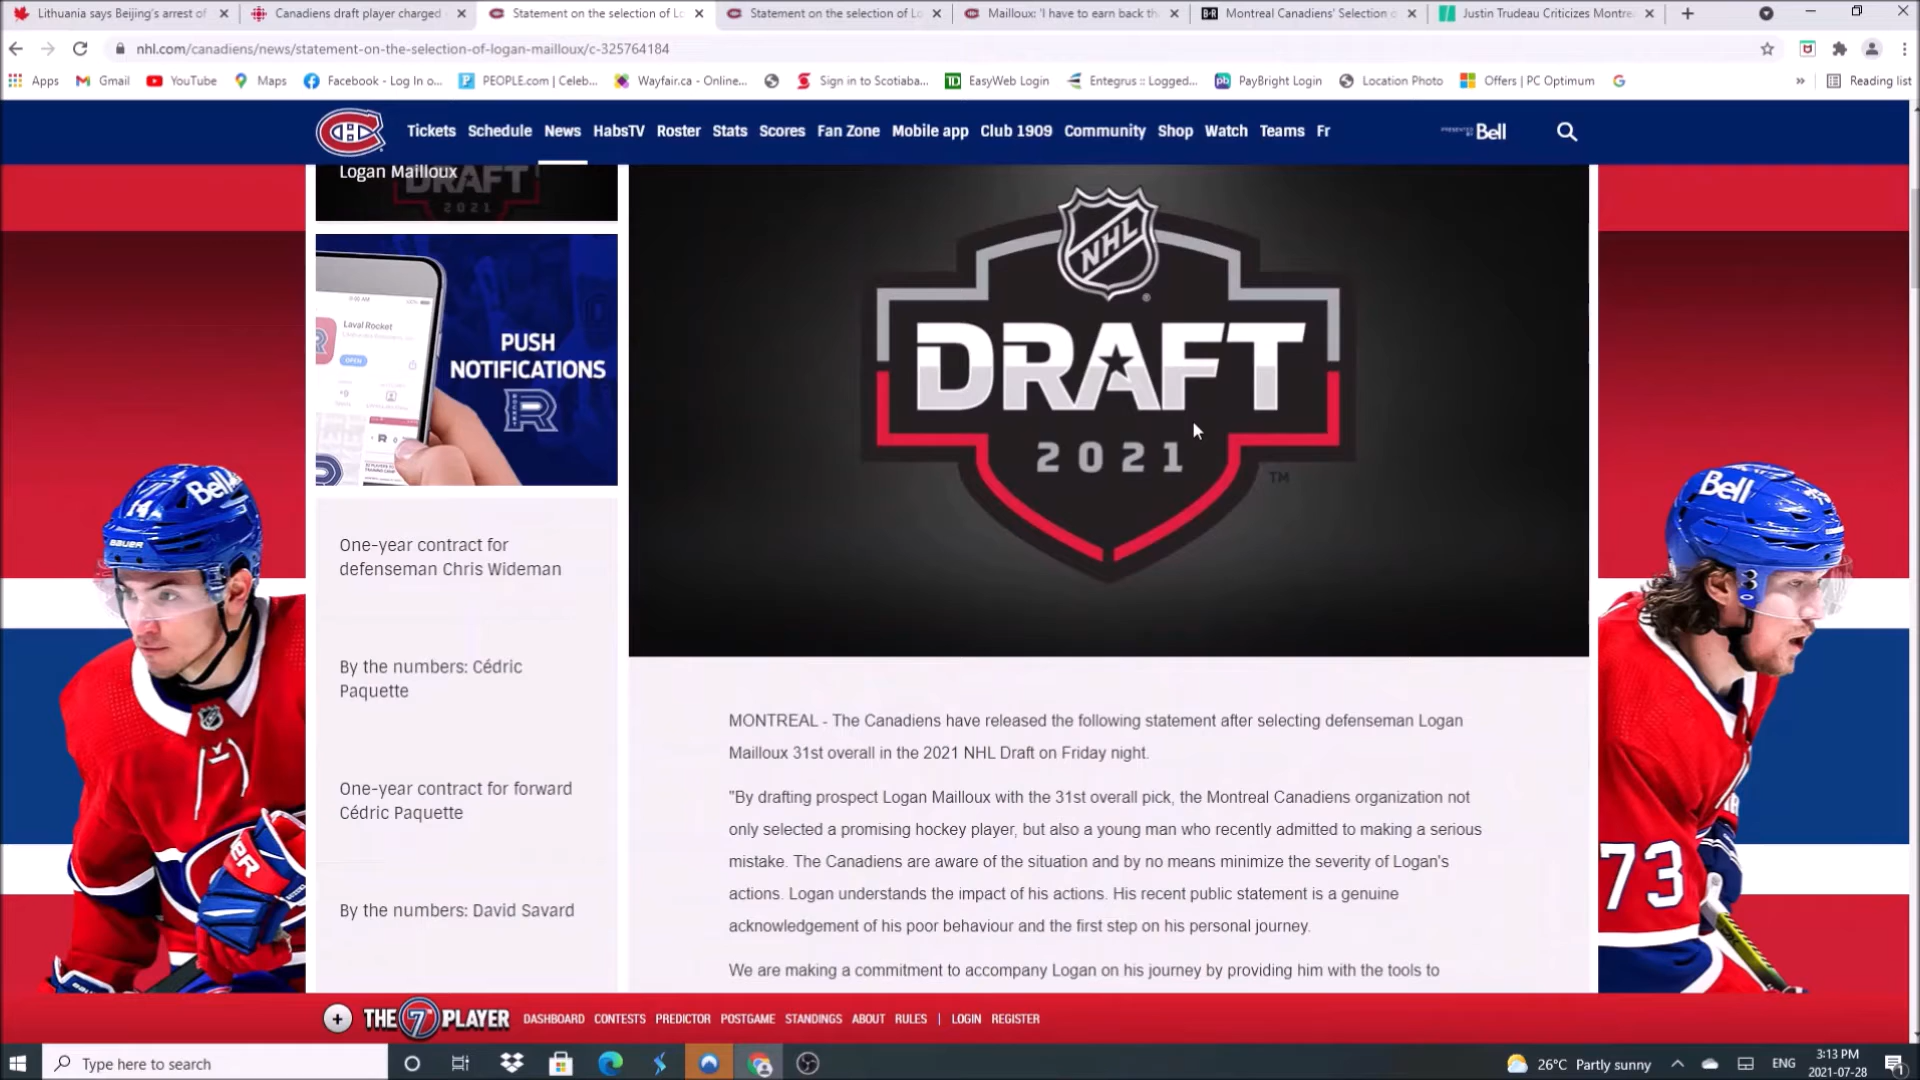 Lithuania says Beijing's arrest of
Canadiens draft player charged
Statement on the selection of Lo
Statement on the selection of Lo
Mailloux: 'I have to earn back th
B·R
Montreal Canadiens' Selection o
Justin Trudeau Criticizes Montre
nhl.com/canadiens/news/statement-on-the-selection-of-logan-mailloux/c-325764184
Apps
Gmail
YouTube
Maps
Facebook - Log In o...
PEOPLE.com | Celeb...
Wayfair.ca - Online...
Sign in to Scotiaba...
EasyWeb Login
Entegrus :: Logged...
PayBright Login
Location Photo
Offers | PC Optimum
»
Reading list
Tickets Schedule News HabsTV Roster Stats Scores Fan Zone Mobile app Club 1909 Community Shop Watch Teams Fr
PRESENTED BY Bell
Logan Mailloux
DRAFT
2021
Laval Rocket
OPEN
PUSH
NOTIFICATIONS
One-year contract for
defenseman Chris Wideman
By the numbers: Cédric
Paquette
One-year contract for forward
Cédric Paquette
By the numbers: David Savard
NHL
DRAFT
2021
TM
MONTREAL - The Canadiens have released the following statement after selecting defenseman Logan
Mailloux 31st overall in the 2021 NHL Draft on Friday night.
"By drafting prospect Logan Mailloux with the 31st overall pick, the Montreal Canadiens organization not
only selected a promising hockey player, but also a young man who recently admitted to making a serious
mistake. The Canadiens are aware of the situation and by no means minimize the severity of Logan's
actions. Logan understands the impact of his actions. His recent public statement is a genuine
acknowledgement of his poor behaviour and the first step on his personal journey.
We are making a commitment to accompany Logan on his journey by providing him with the tools to
Bell
14
BAUER
Bell
73
THE 7TH PLAYER
DASHBOARD CONTESTS PREDICTOR POSTGAME STANDINGS ABOUT RULES | LOGIN REGISTER
Type here to search
26°C Partly sunny
ENG
3:13 PM
2021-07-28